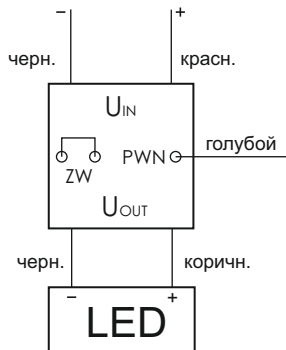 − +
черн. красн.
UIN
PWN голубой
ZW
UOUT
черн. коричн.
− +
LED